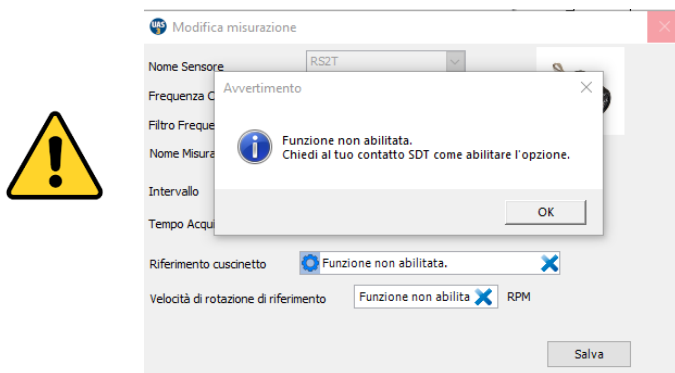 UAS
3
Modifica misurazione
Nome Sensore
RS2T
Frequenza C
Avvertimento
Filtro Freque
Funzione non abilitata.
Nome Misura
Chiedi al tuo contatto SDT come abilitare l'opzione.
Intervallo
OK
Tempo Acqui
Riferimento cuscinetto
Funzione non abilitata.
Velocità di rotazione di riferimento
Funzione non abilita
RPM
Salva